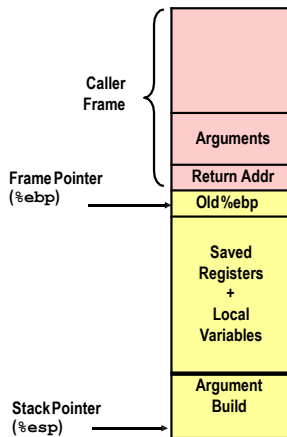 Caller
Frame
Arguments
Return Addr
Frame Pointer
(%ebp)
Old %ebp
Saved
Registers
+
Local
Variables
Argument
Build
Stack Pointer
(%esp)